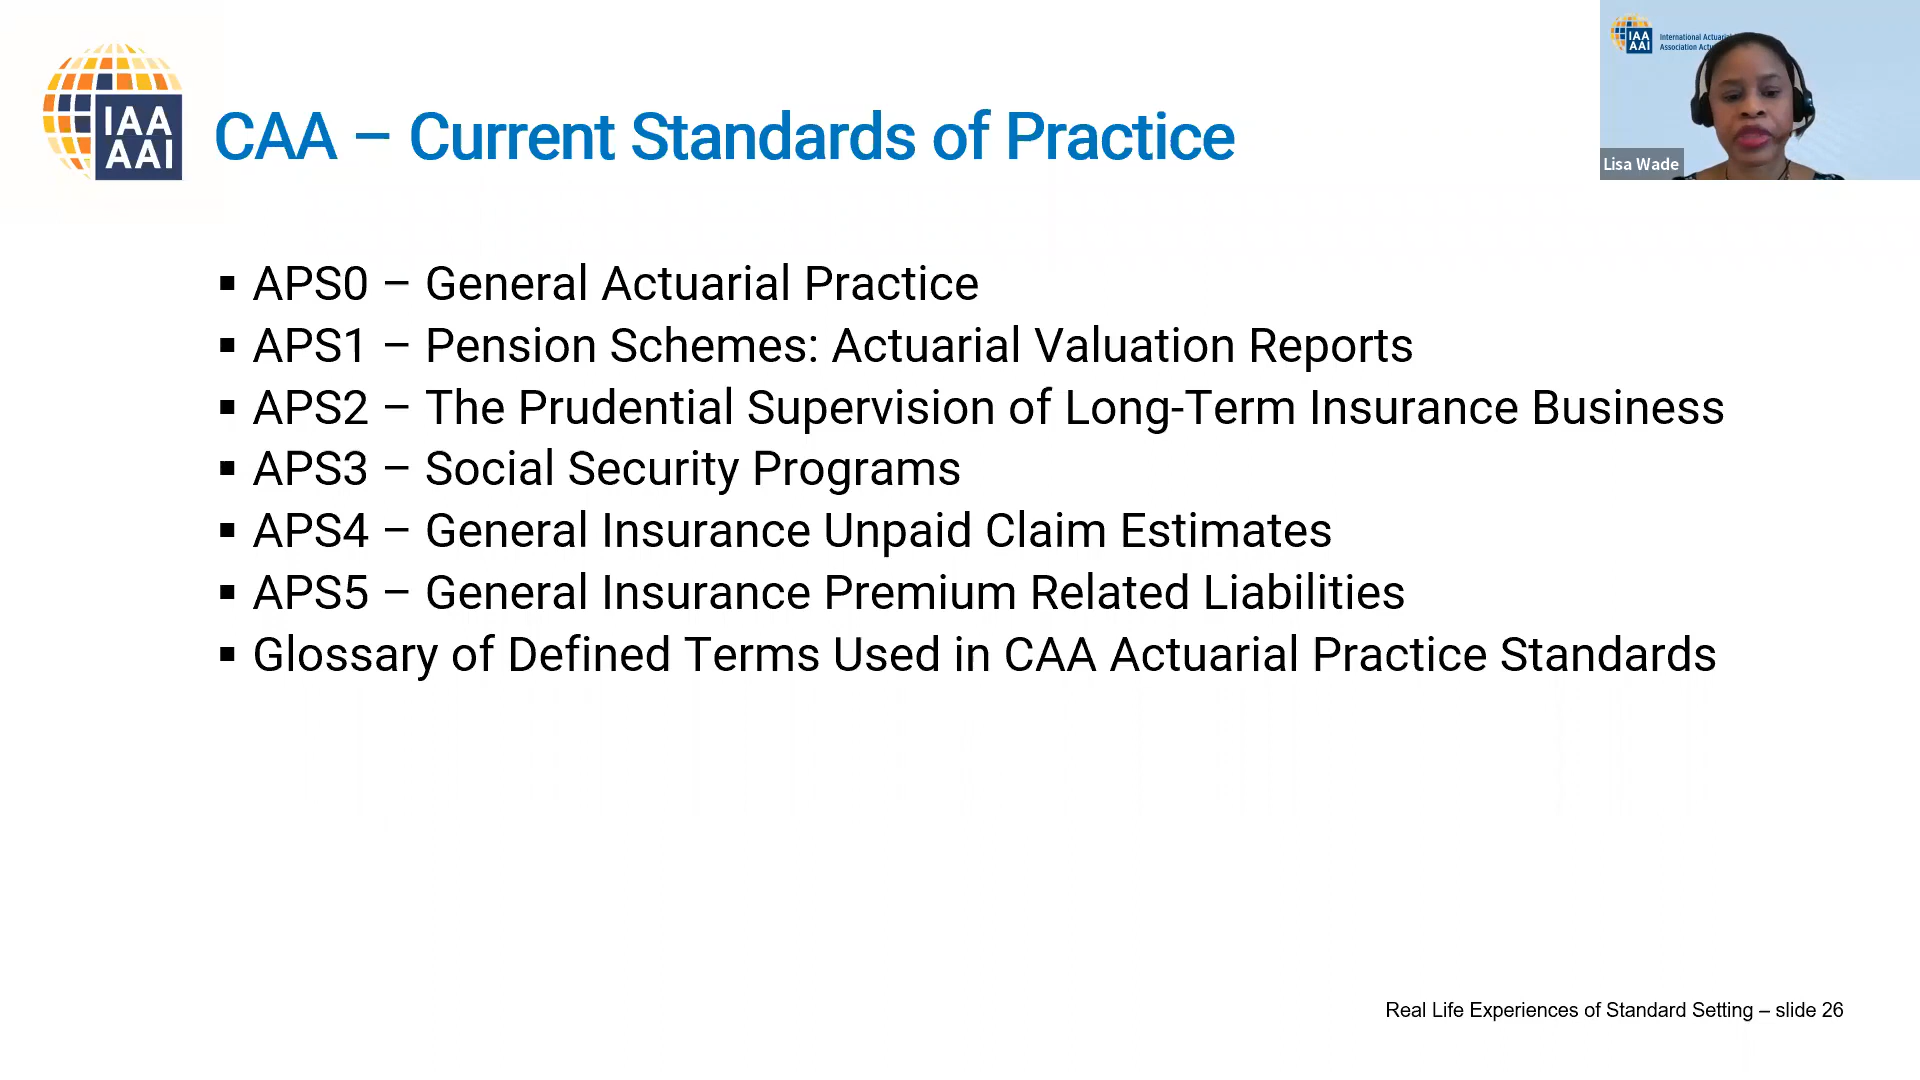 IAA
AAI
CAA – Current Standards of Practice
IAA
AAI
International Actuarial
Association
Lisa Wade
▪ APS0 – General Actuarial Practice
▪ APS1 – Pension Schemes: Actuarial Valuation Reports
▪ APS2 – The Prudential Supervision of Long-Term Insurance Business
▪ APS3 – Social Security Programs
▪ APS4 – General Insurance Unpaid Claim Estimates
▪ APS5 – General Insurance Premium Related Liabilities
▪ Glossary of Defined Terms Used in CAA Actuarial Practice Standards
Real Life Experiences of Standard Setting – slide 26